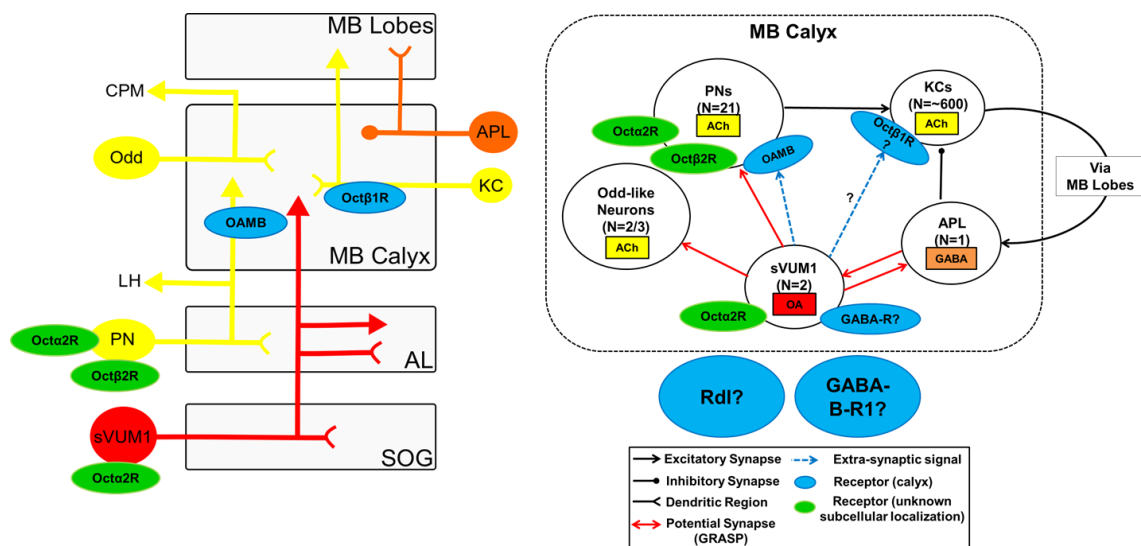 MB Lobes
CPM
Odd
APL
KC
Octβ1R
OAMB
MB Calyx
LH
Octα2R
PN
Octβ2R
AL
sVUM1
Octα2R
SOG
MB Calyx
PNs
(N=21)
ACh
KCs
(N=~600)
ACh
Octα2R
Octβ2R
OAMB
Octβ1R
?
Via
MB Lobes
Odd-like
Neurons
(N=2/3)
ACh
?
APL
(N=1)
GABA
sVUM1
(N=2)
OA
Octα2R
GABA-R?
Rdl?
GABA-
B-R1?
Excitatory Synapse
Inhibitory Synapse
Dendritic Region
Potential Synapse
(GRASP)
Extra-synaptic signal
Receptor (calyx)
Receptor (unknown
subcellular localization)